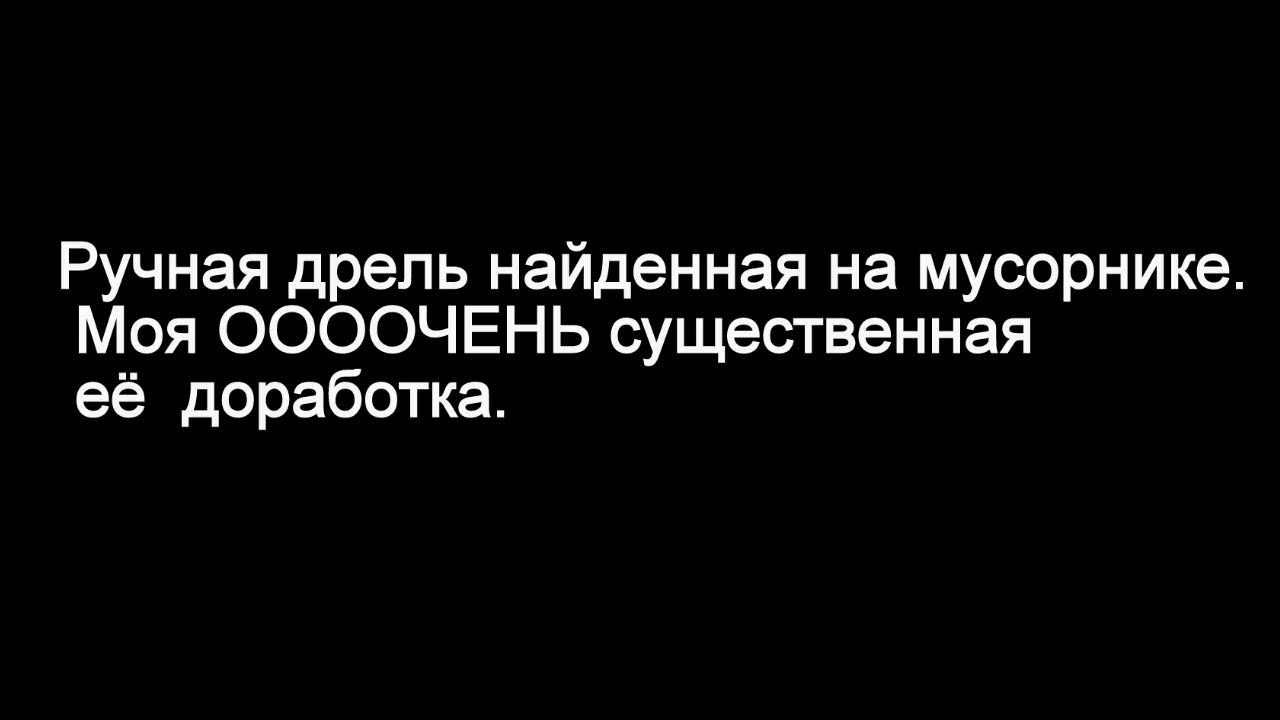 Ручная дрель найденная на мусорнике.
Моя ООООЧЕНЬ существенная
её доработка.